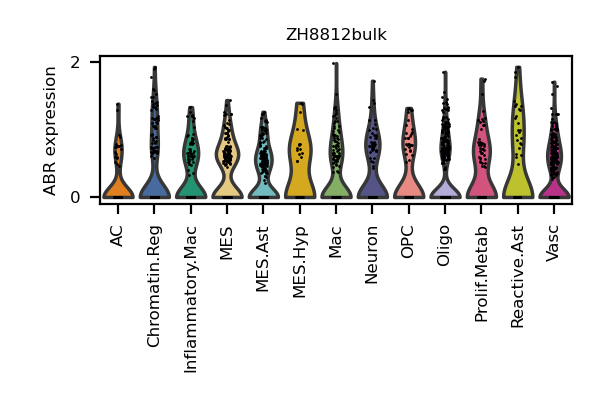 ZH8812bulk
ABR expression
2
0
AC
Chromatin.Reg
Inflammatory.Mac
MES
MES.Ast
MES.Hyp
Mac
Neuron
OPC
Oligo
Prolif.Metab
Reactive.Ast
Vasc